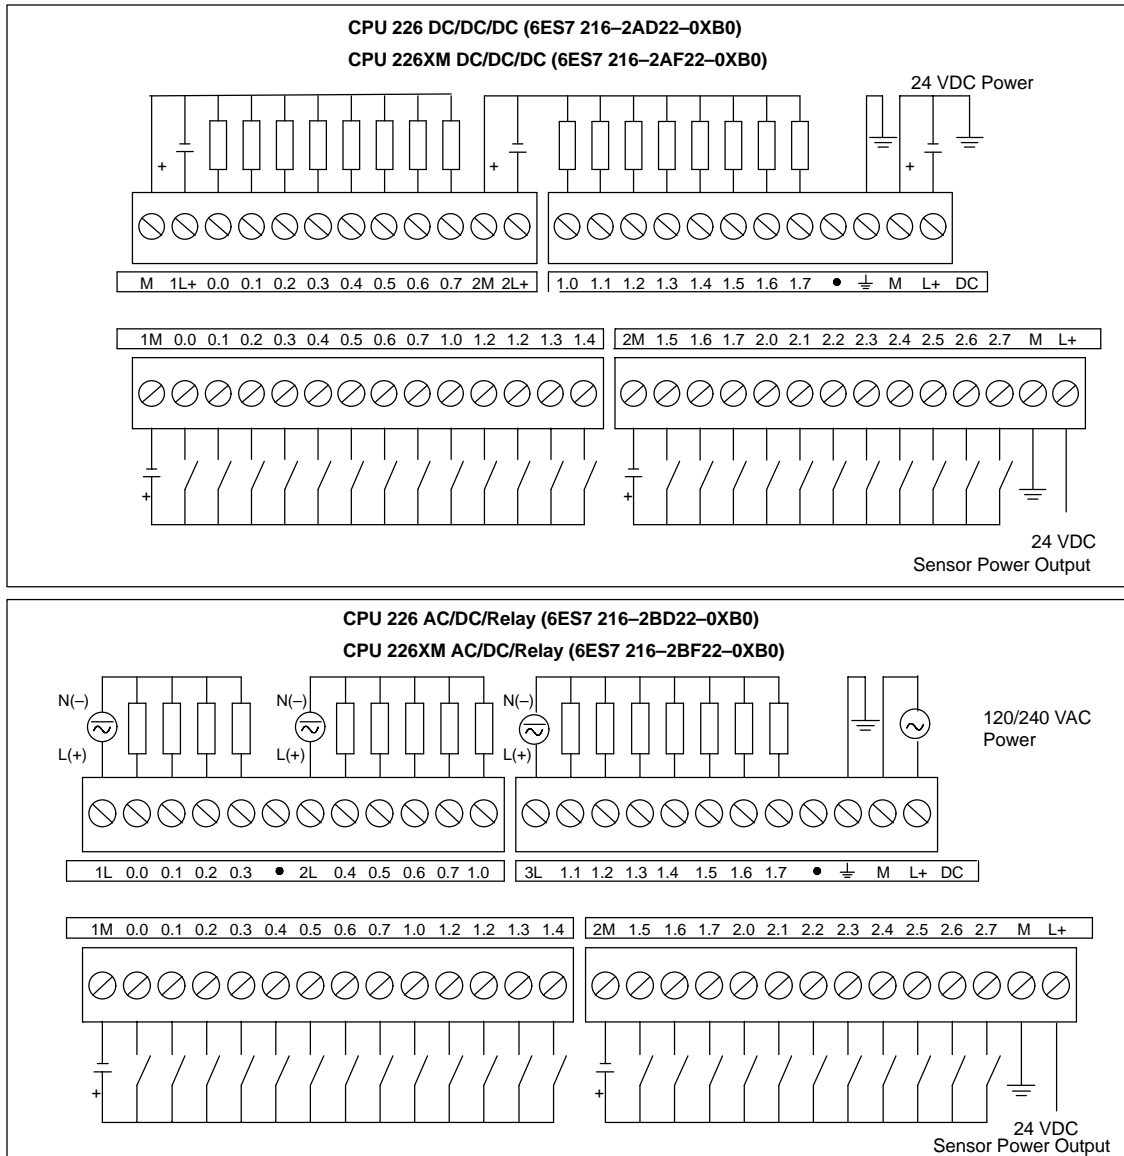 CPU 226 DC/DC/DC (6ES7 216–2AD22–0XB0)
CPU 226XM DC/DC/DC (6ES7 216–2AF22–0XB0)
24 VDC Power
+ + +
M 1L+ 0.0 0.1 0.2 0.3 0.4 0.5 0.6 0.7 2M 2L+ 1.0 1.1 1.2 1.3 1.4 1.5 1.6 1.7 ● ⏚ M L+ DC
1M 0.0 0.1 0.2 0.3 0.4 0.5 0.6 0.7 1.0 1.2 1.2 1.3 1.4 2M 1.5 1.6 1.7 2.0 2.1 2.2 2.3 2.4 2.5 2.6 2.7 M L+
+ +
24 VDC
Sensor Power Output
CPU 226 AC/DC/Relay (6ES7 216–2BD22–0XB0)
CPU 226XM AC/DC/Relay (6ES7 216–2BF22–0XB0)
N(–) N(–) N(–)
120/240 VAC
Power
L(+) L(+) L(+)
1L 0.0 0.1 0.2 0.3 ● 2L 0.4 0.5 0.6 0.7 1.0 3L 1.1 1.2 1.3 1.4 1.5 1.6 1.7 ● ⏚ M L+ DC
1M 0.0 0.1 0.2 0.3 0.4 0.5 0.6 0.7 1.0 1.2 1.2 1.3 1.4 2M 1.5 1.6 1.7 2.0 2.1 2.2 2.3 2.4 2.5 2.6 2.7 M L+
+ +
24 VDC
Sensor Power Output